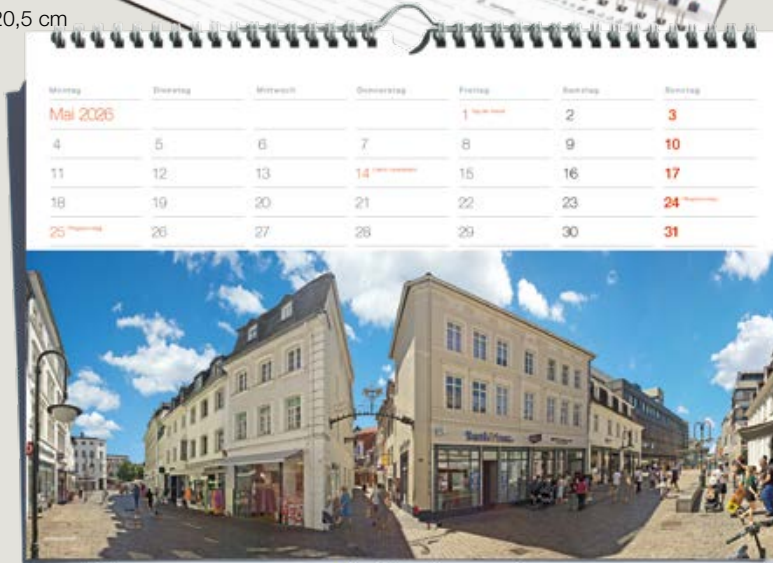 20,5 cm
Montag Dienstag Mittwoch Donnerstag Freitag Samstag Sonntag
Mai 2026 1 2 3
4 5 6 7 8 9 10
11 12 13 14 15 16 17
18 19 20 21 22 23 24
25 26 27 28 29 30 31